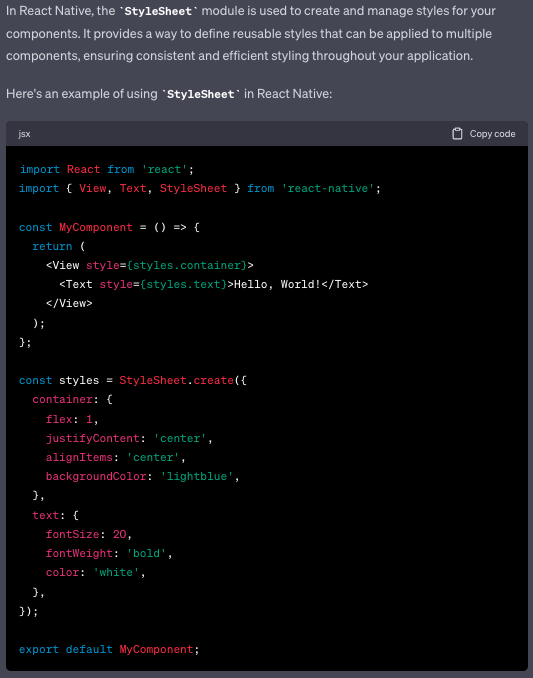 In React Native, the `StyleSheet` module is used to create and manage styles for your
components. It provides a way to define reusable styles that can be applied to multiple
components, ensuring consistent and efficient styling throughout your application.
Here's an example of using `StyleSheet` in React Native:
jsx
Copy code
import React from 'react';
import { View, Text, StyleSheet } from 'react-native';
const MyComponent = () => {
  return (
    <View style={styles.container}>
      <Text style={styles.text}>Hello, World!</Text>
    </View>
  );
};
const styles = StyleSheet.create({
  container: {
    flex: 1,
    justifyContent: 'center',
    alignItems: 'center',
    backgroundColor: 'lightblue',
  },
  text: {
    fontSize: 20,
    fontWeight: 'bold',
    color: 'white',
  },
});
export default MyComponent;